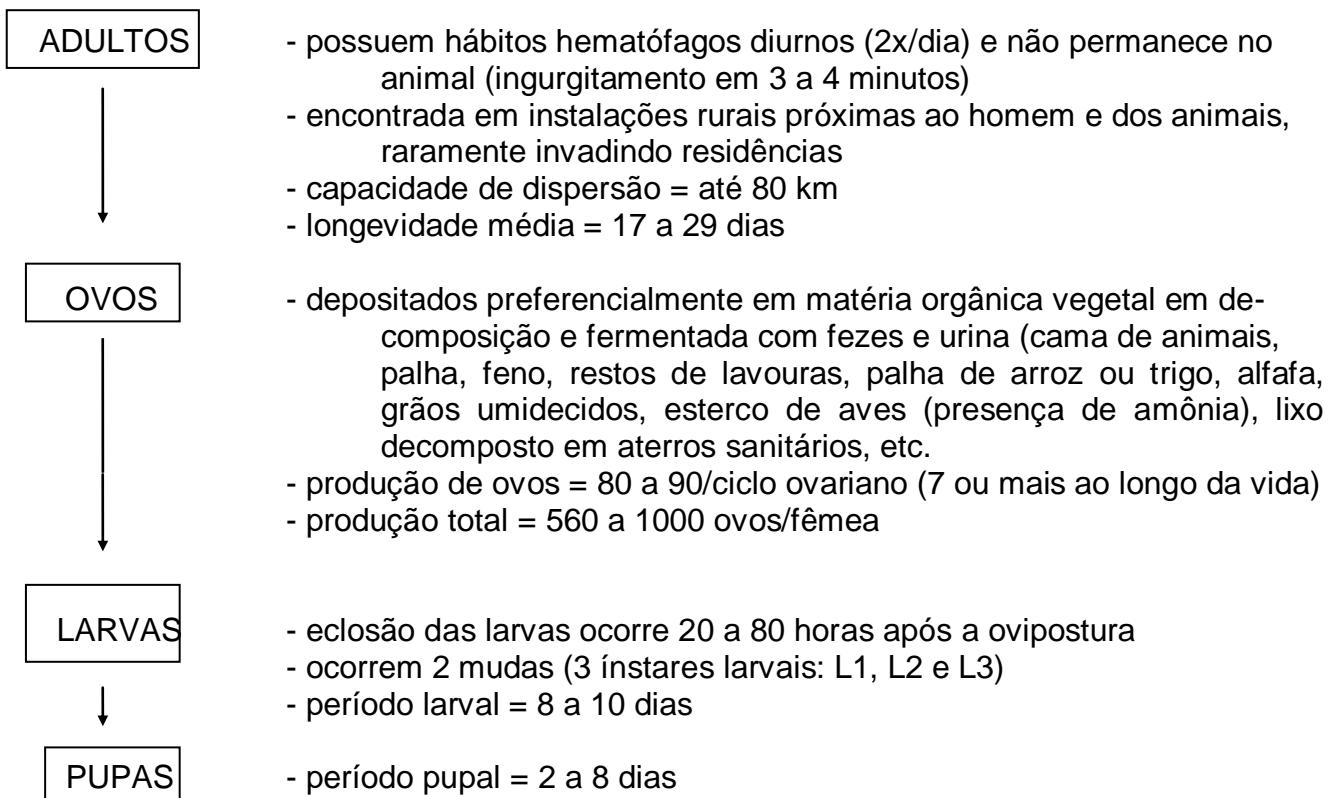 ADULTOS - possuem hábitos hematófagos diurnos (2x/dia) e não permanece no
animal (ingurgitamento em 3 a 4 minutos)
- encontrada em instalações rurais próximas ao homem e dos animais,
raramente invadindo residências
- capacidade de dispersão = até 80 km
- longevidade média = 17 a 29 dias
OVOS - depositados preferencialmente em matéria orgânica vegetal em de-
composição e fermentada com fezes e urina (cama de animais,
palha, feno, restos de lavouras, palha de arroz ou trigo, alfafa,
grãos umidecidos, esterco de aves (presença de amônia), lixo
decomposto em aterros sanitários, etc.
- produção de ovos = 80 a 90/ciclo ovariano (7 ou mais ao longo da vida)
- produção total = 560 a 1000 ovos/fêmea
LARVAS - eclosão das larvas ocorre 20 a 80 horas após a ovipostura
- ocorrem 2 mudas (3 ínstares larvais: L1, L2 e L3)
- período larval = 8 a 10 dias
PUPAS - período pupal = 2 a 8 dias